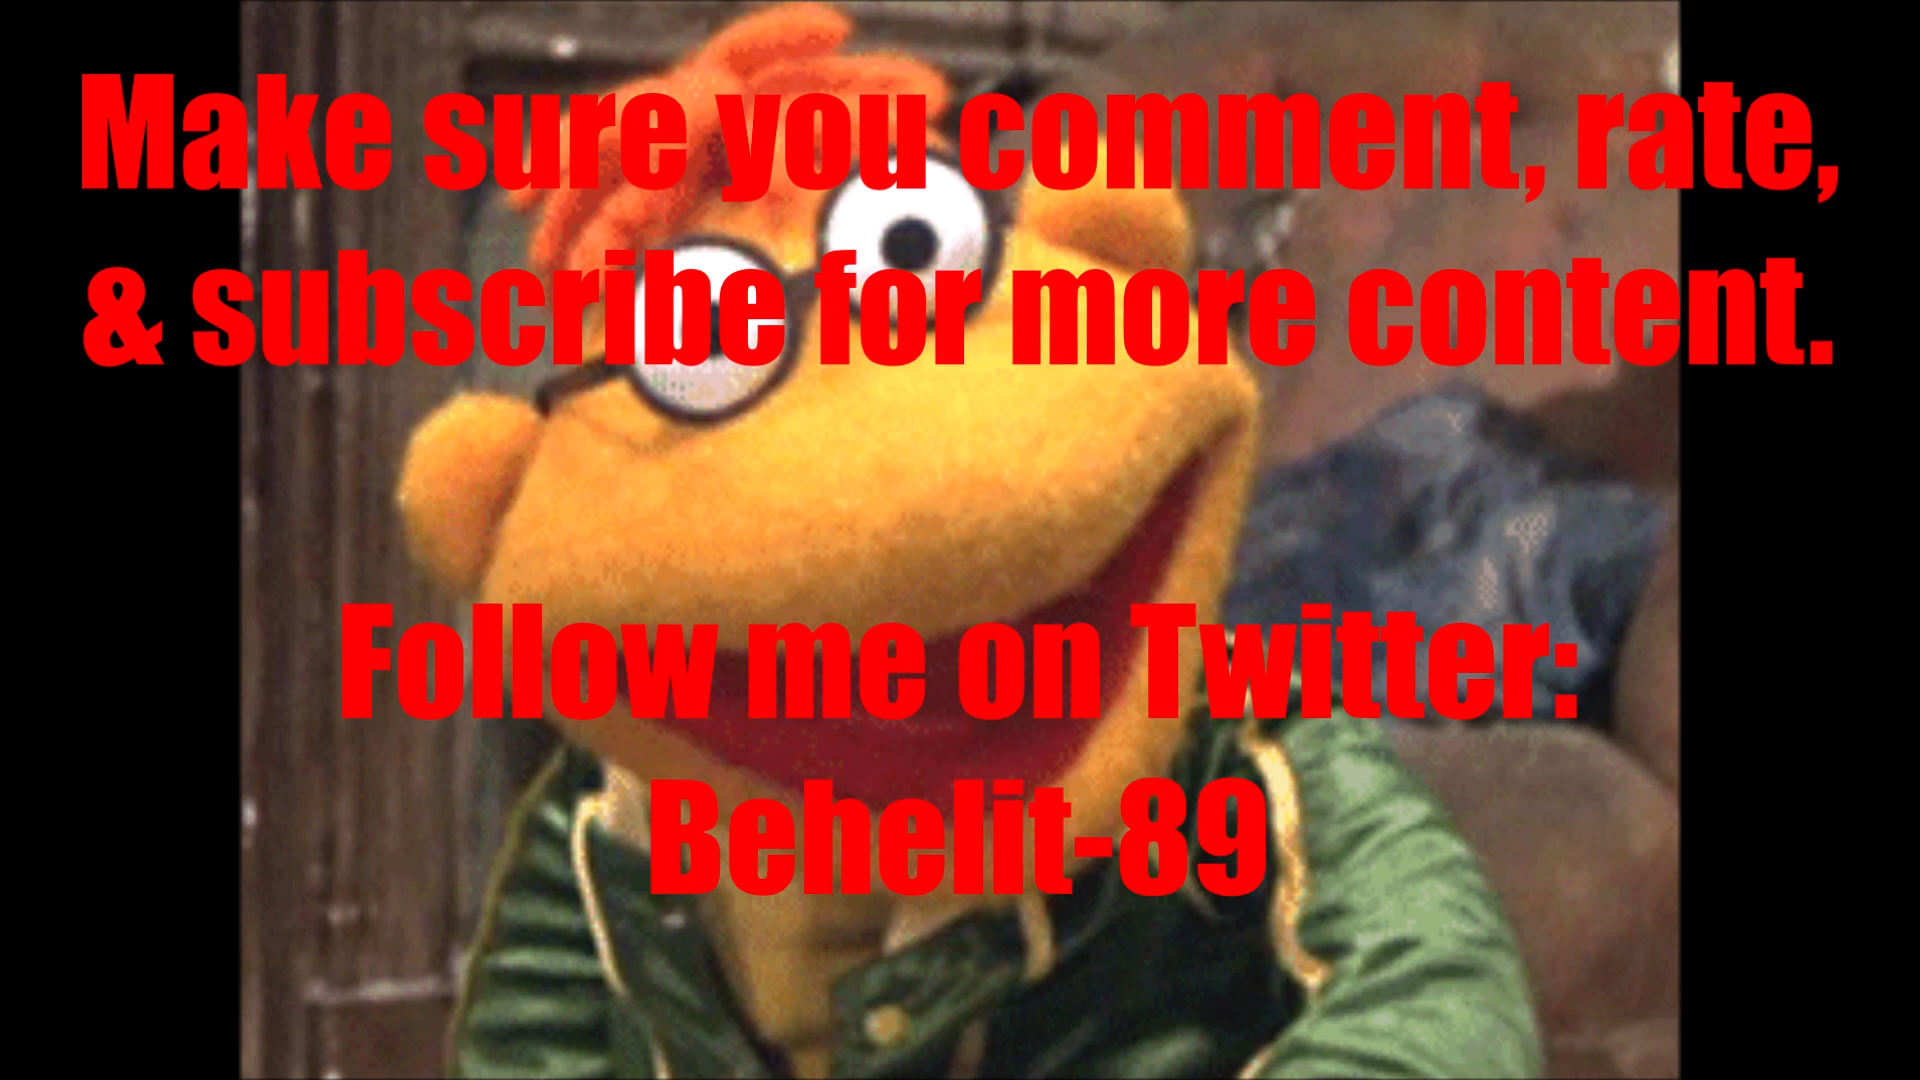 Make sure you comment, rate,
& subscribe for more content.
Follow me on Twitter:
Behelit-89